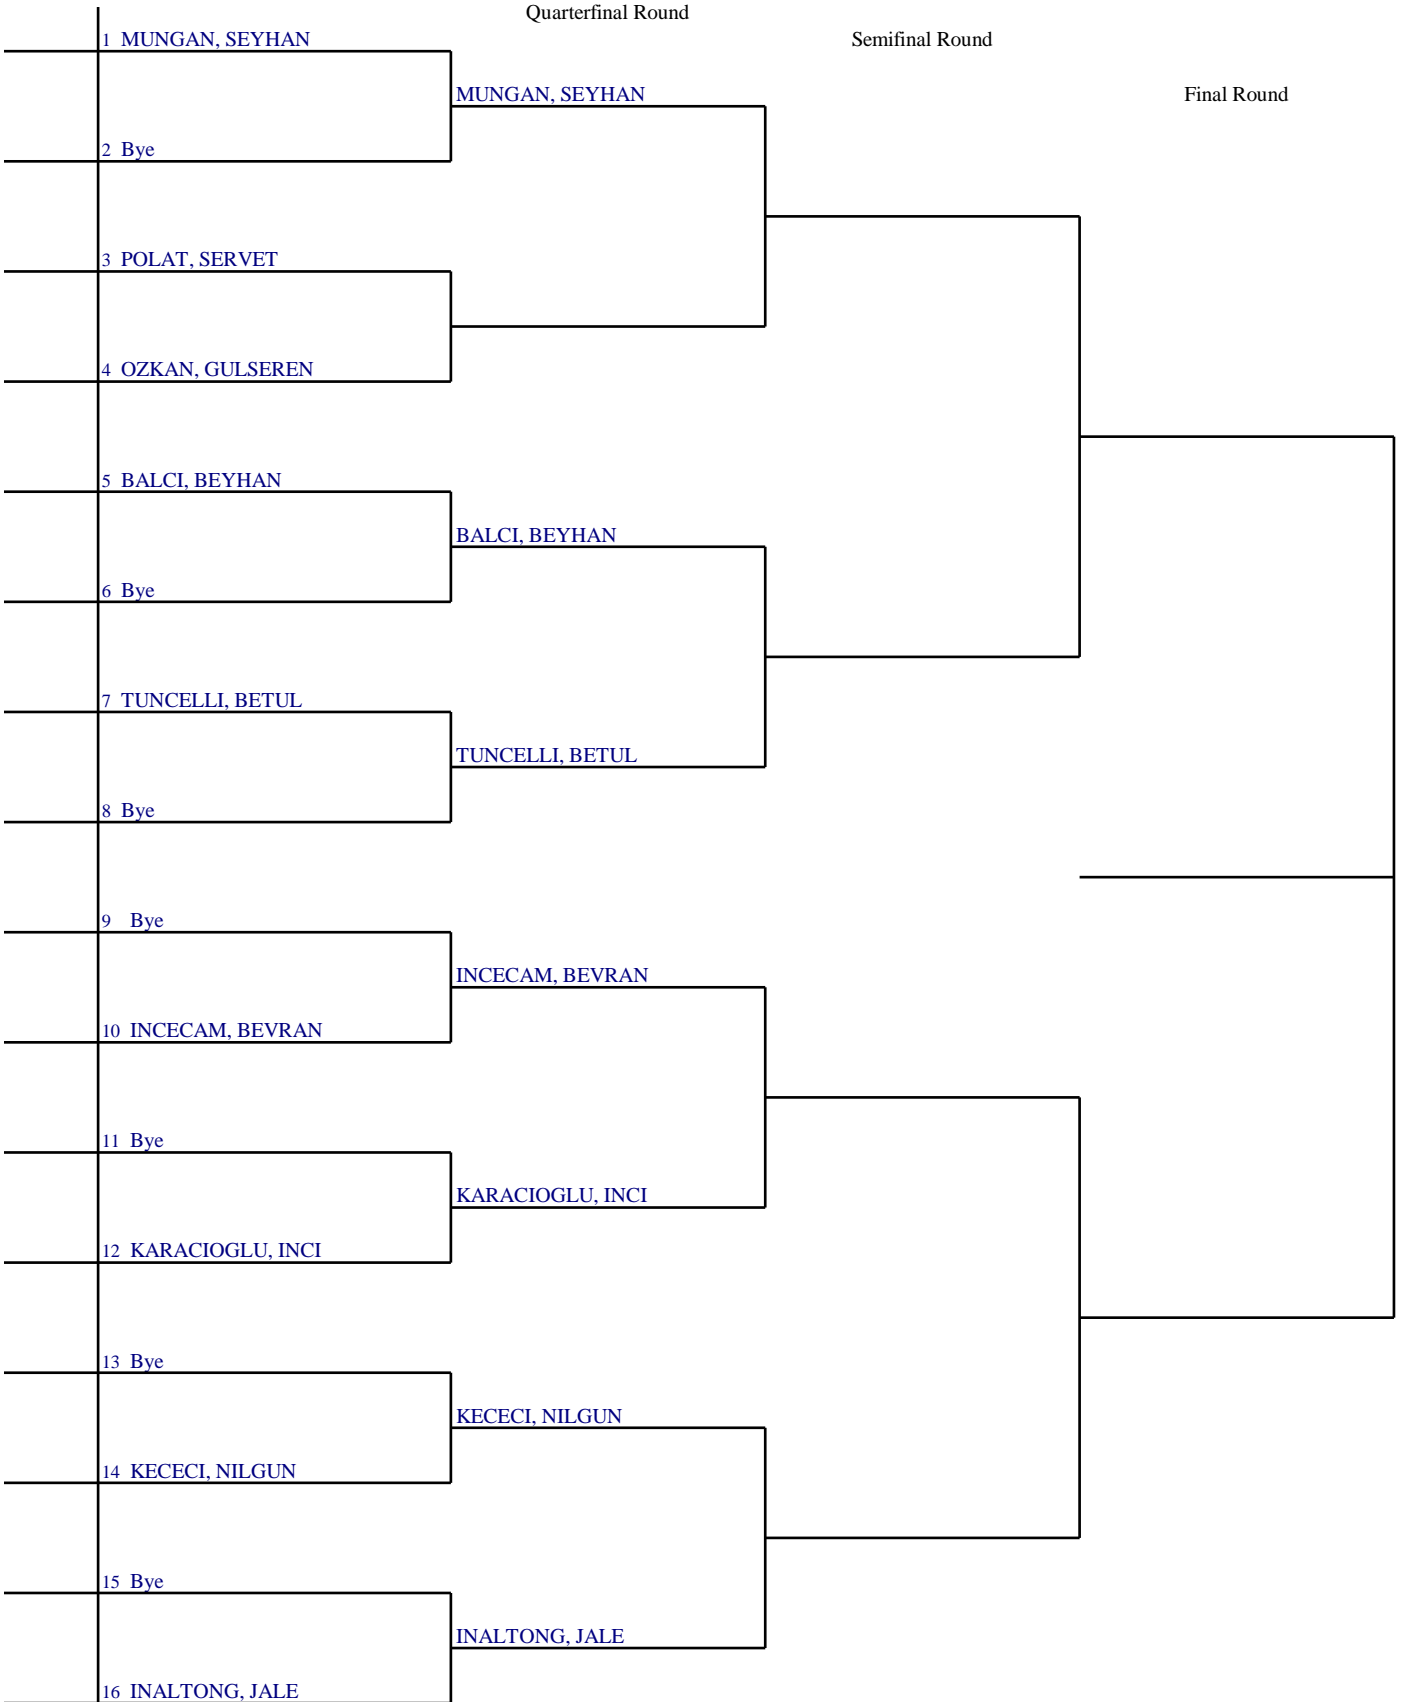 Quarterfinal Round
1 MUNGAN, SEYHAN
Semifinal Round
MUNGAN, SEYHAN
Final Round
2 Bye
3 POLAT, SERVET
4 OZKAN, GULSEREN
5 BALCI, BEYHAN
BALCI, BEYHAN
6 Bye
7 TUNCELLI, BETUL
TUNCELLI, BETUL
8 Bye
9 Bye
INCECAM, BEVRAN
10 INCECAM, BEVRAN
11 Bye
KARACIOGLU, INCI
12 KARACIOGLU, INCI
13 Bye
KECECI, NILGUN
14 KECECI, NILGUN
15 Bye
INALTONG, JALE
16 INALTONG, JALE